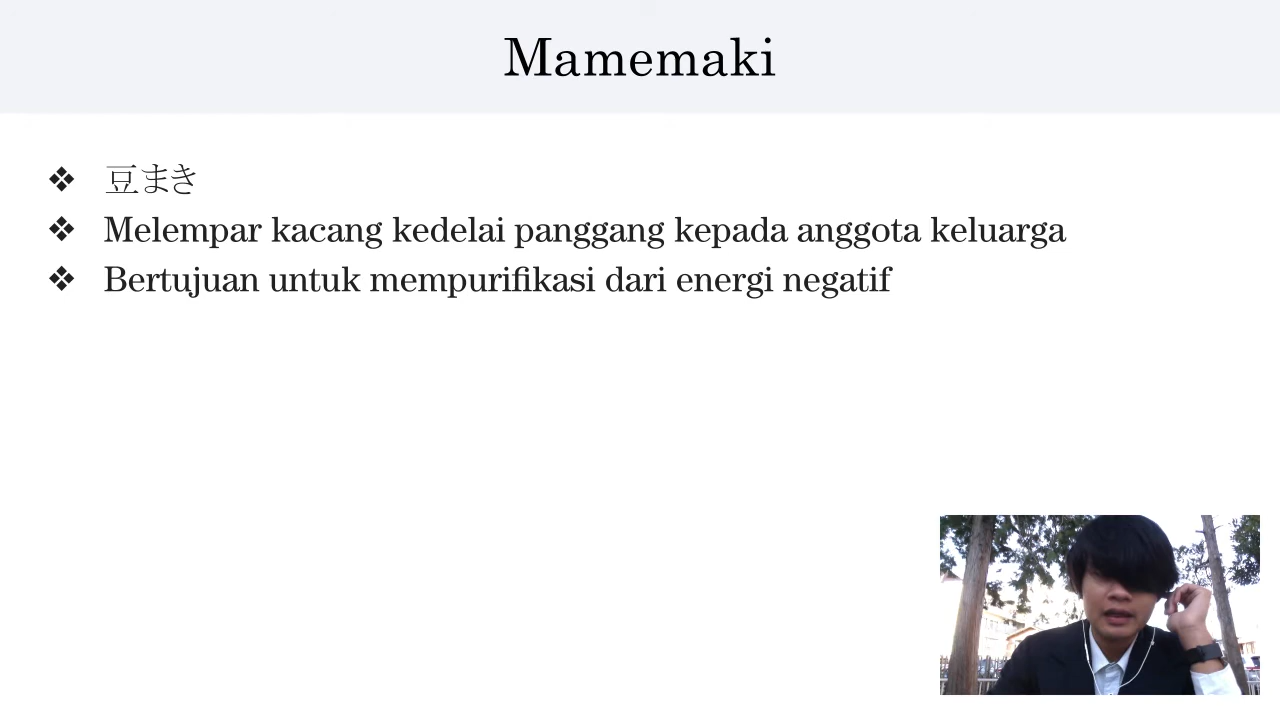 Mamemaki
❖ 豆まき
❖ Melempar kacang kedelai panggang kepada anggota keluarga
❖ Bertujuan untuk mempurifikasi dari energi negatif